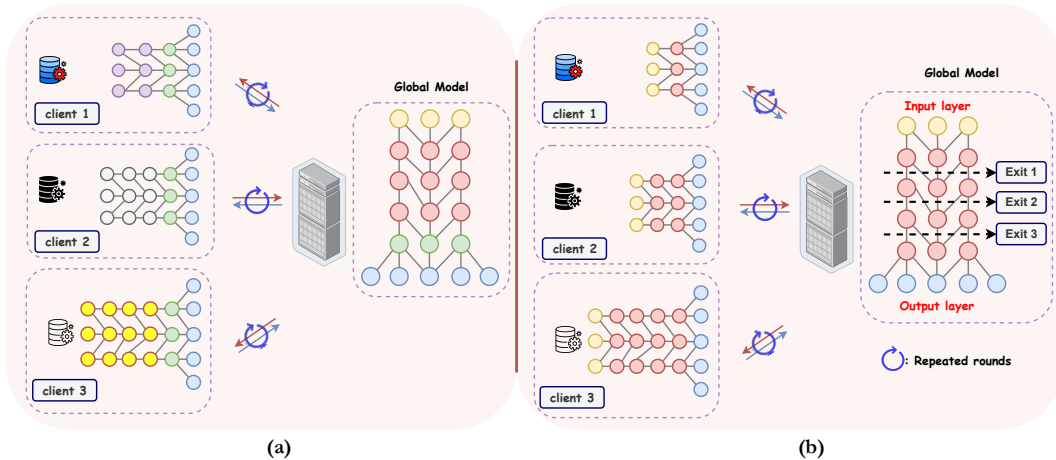 client 1
client 2
client 3
Global Model
(a)
client 1
client 2
client 3
Global Model
Input layer
Exit 1
Exit 2
Exit 3
Output layer
: Repeated rounds
(b)